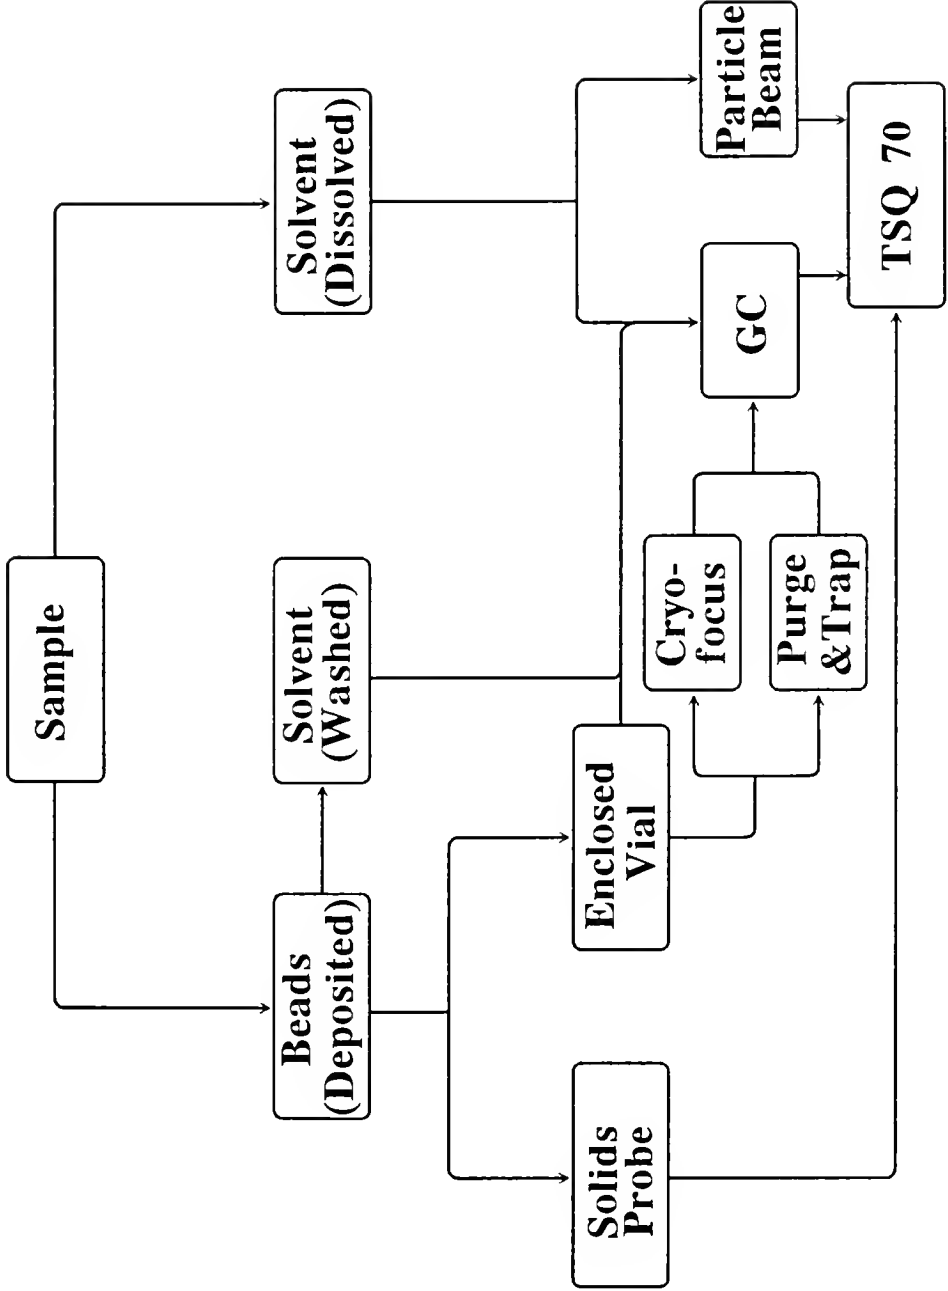 Sample
Beads
(Deposited)
Solvent
(Washed)
Solvent
(Dissolved)
Solids
Probe
Enclosed
Vial
Cryo-
focus
Purge
&Trap
GC
Particle
Beam
TSQ 70